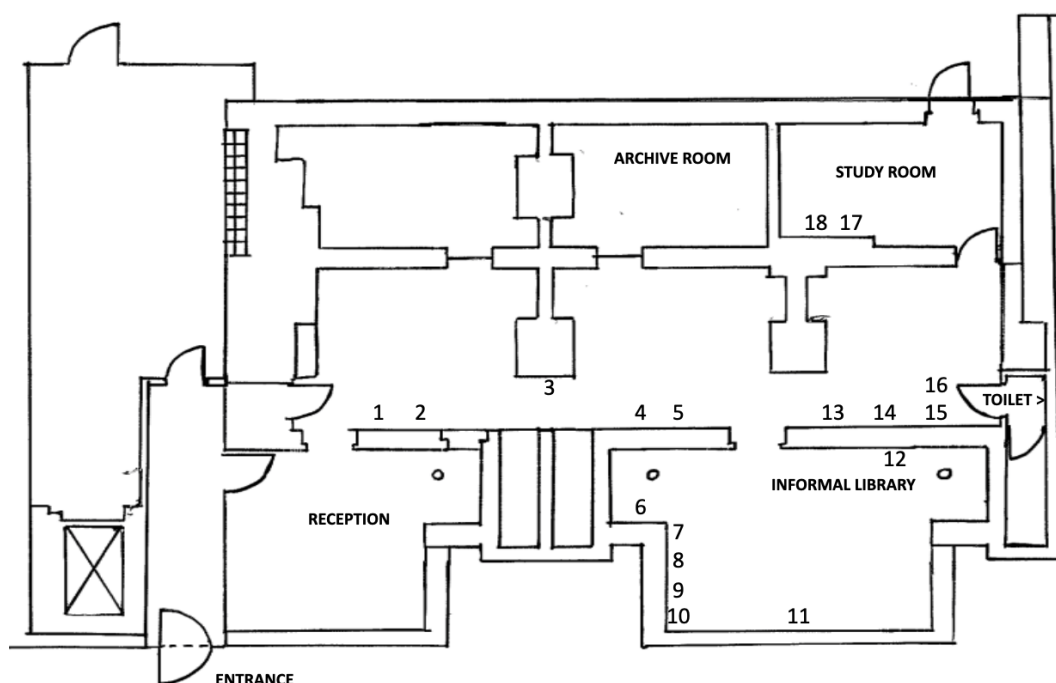 ARCHIVE ROOM
STUDY ROOM
18 17
3
16
TOILET >
1 2 4 5 13 14 15
12
INFORMAL LIBRARY
6
RECEPTION
7
8
9
10 11
ENTRANCE